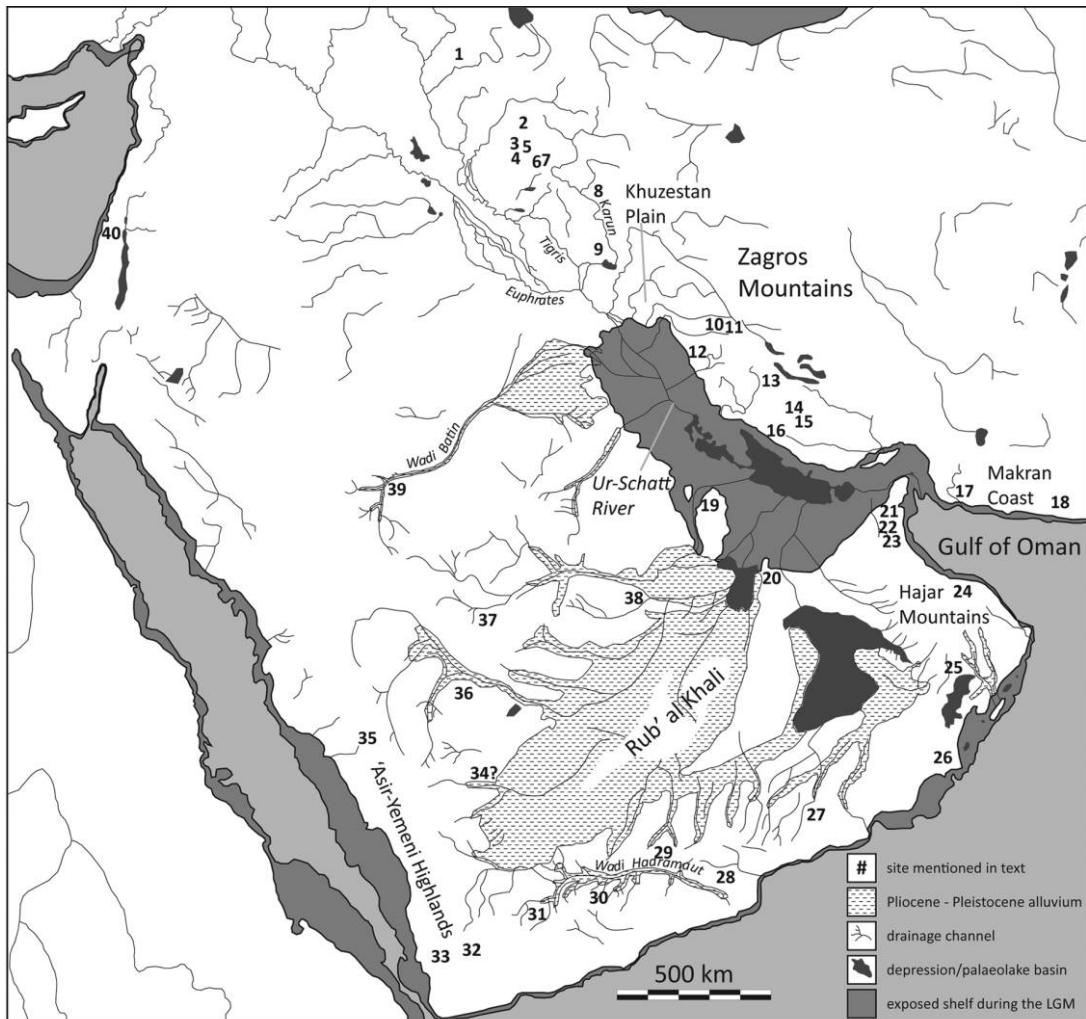 1
2
3
5
4
67
8
Khuzestan
Plain
Karun
40
9
Tigris
Zagros
Mountains
Euphrates
10
11
12
13
14
15
16
Wadi Batin
Ur-Schatt
River
39
19
17
Makran
Coast
18
21
22
23
Gulf of Oman
20
24
Hajar
Mountains
38
37
25
36
Rub' al Khali
35
26
34?
'Asir-Yemeni Highlands
27
29
Wadi Hadramaut
28
30
31
32
33
500 km
# site mentioned in text
Pliocene - Pleistocene alluvium
drainage channel
depression/palaeolake basin
exposed shelf during the LGM